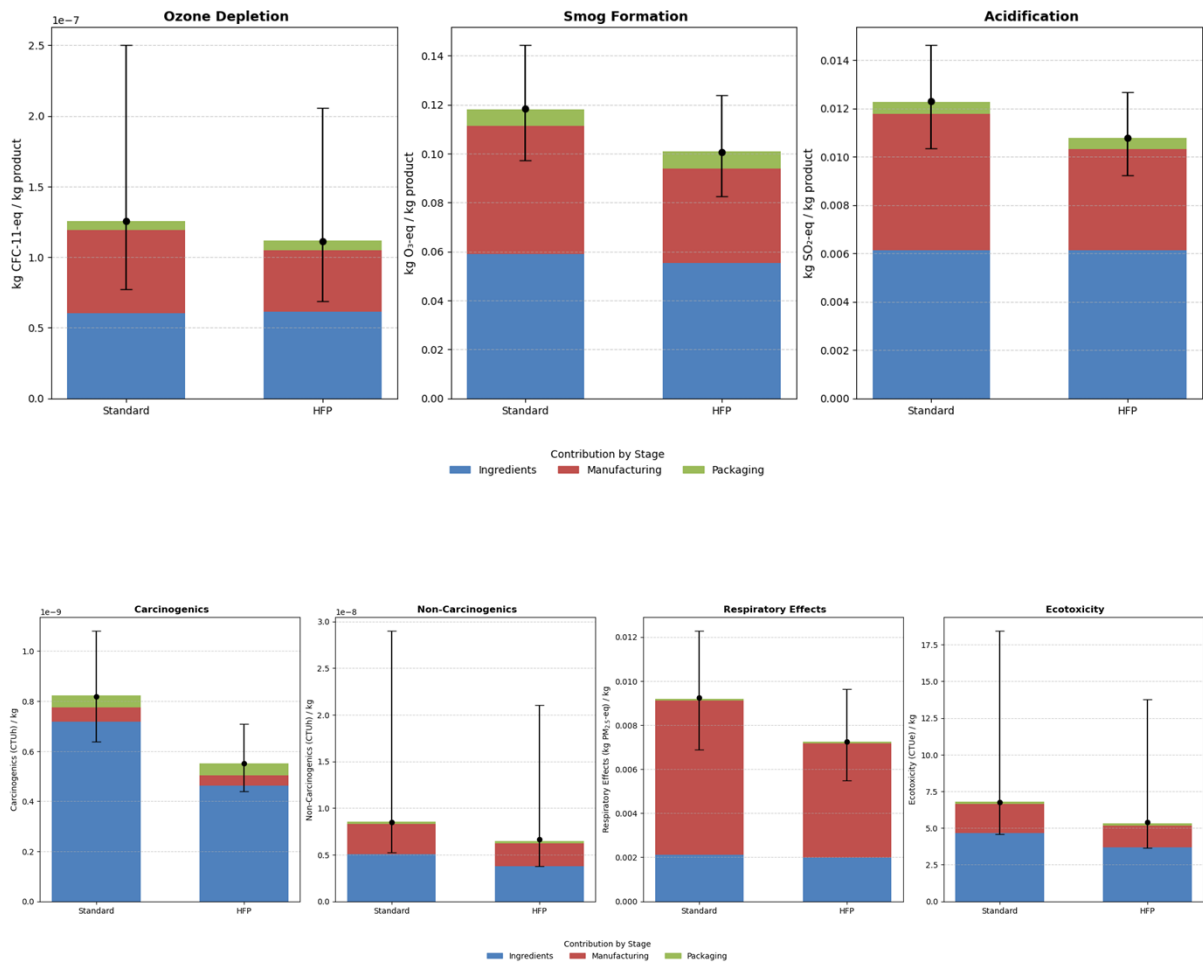 Ozone Depletion
1e−7
kg CFC-11-eq / kg product
2.5
2.0
1.5
1.0
0.5
0.0
Standard
HFP
Smog Formation
kg O₃-eq / kg product
0.14
0.12
0.10
0.08
0.06
0.04
0.02
0.00
Standard
HFP
Acidification
kg SO₂-eq / kg product
0.014
0.012
0.010
0.008
0.006
0.004
0.002
0.000
Standard
HFP
Contribution by Stage
Ingredients Manufacturing Packaging
Carcinogenics
1e−9
Carcinogenics (CTUh) / kg
1.0
0.8
0.6
0.4
0.2
0.0
Standard
HFP
Non-Carcinogenics
1e−8
Non-Carcinogenics (CTUh) / kg
3.0
2.5
2.0
1.5
1.0
0.5
0.0
Standard
HFP
Respiratory Effects
Respiratory Effects (kg PM₂.₅-eq) / kg
0.012
0.010
0.008
0.006
0.004
0.002
0.000
Standard
HFP
Ecotoxicity
Ecotoxicity (CTUe) / kg
17.5
15.0
12.5
10.0
7.5
5.0
2.5
0.0
Standard
HFP
Contribution by Stage
Ingredients Manufacturing Packaging